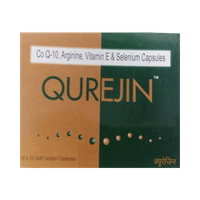 Co Q-10, Arginine, Vitamin E & Selenium Capsules
QUREJIN™
10 x 10 Soft Gelatin Capsules
क्यूरेजिन